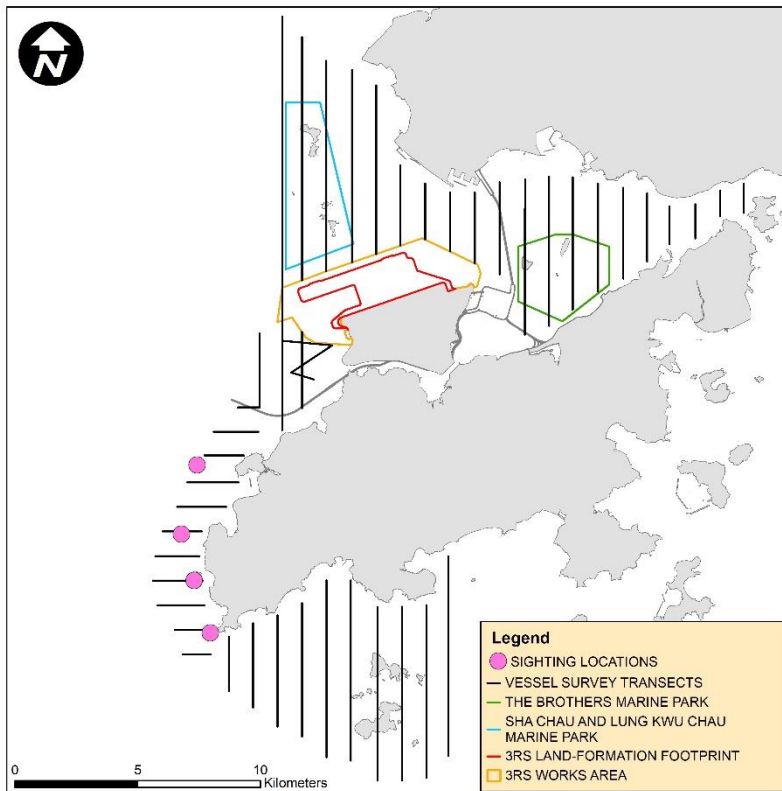 N
Legend
SIGHTING LOCATIONS
VESSEL SURVEY TRANSECTS
THE BROTHERS MARINE PARK
SHA CHAU AND LUNG KWU CHAU
MARINE PARK
3RS LAND-FORMATION FOOTPRINT
3RS WORKS AREA
0 5 10
Kilometers